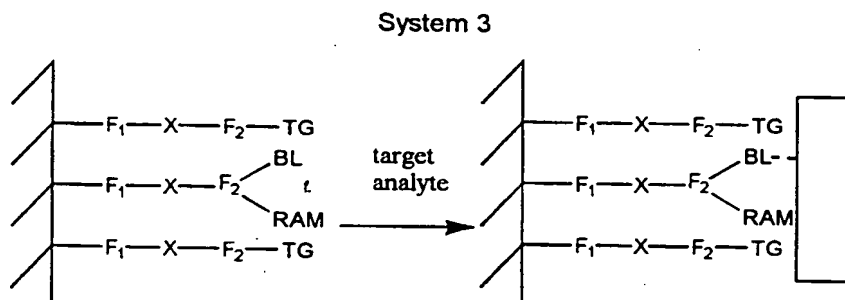 System 3
F₁—X—F₂—TG
BL
F₁—X—F₂
RAM
F₁—X—F₂—TG
target
analyte
F₁—X—F₂—TG
BL
F₁—X—F₂
RAM
F₁—X—F₂—TG